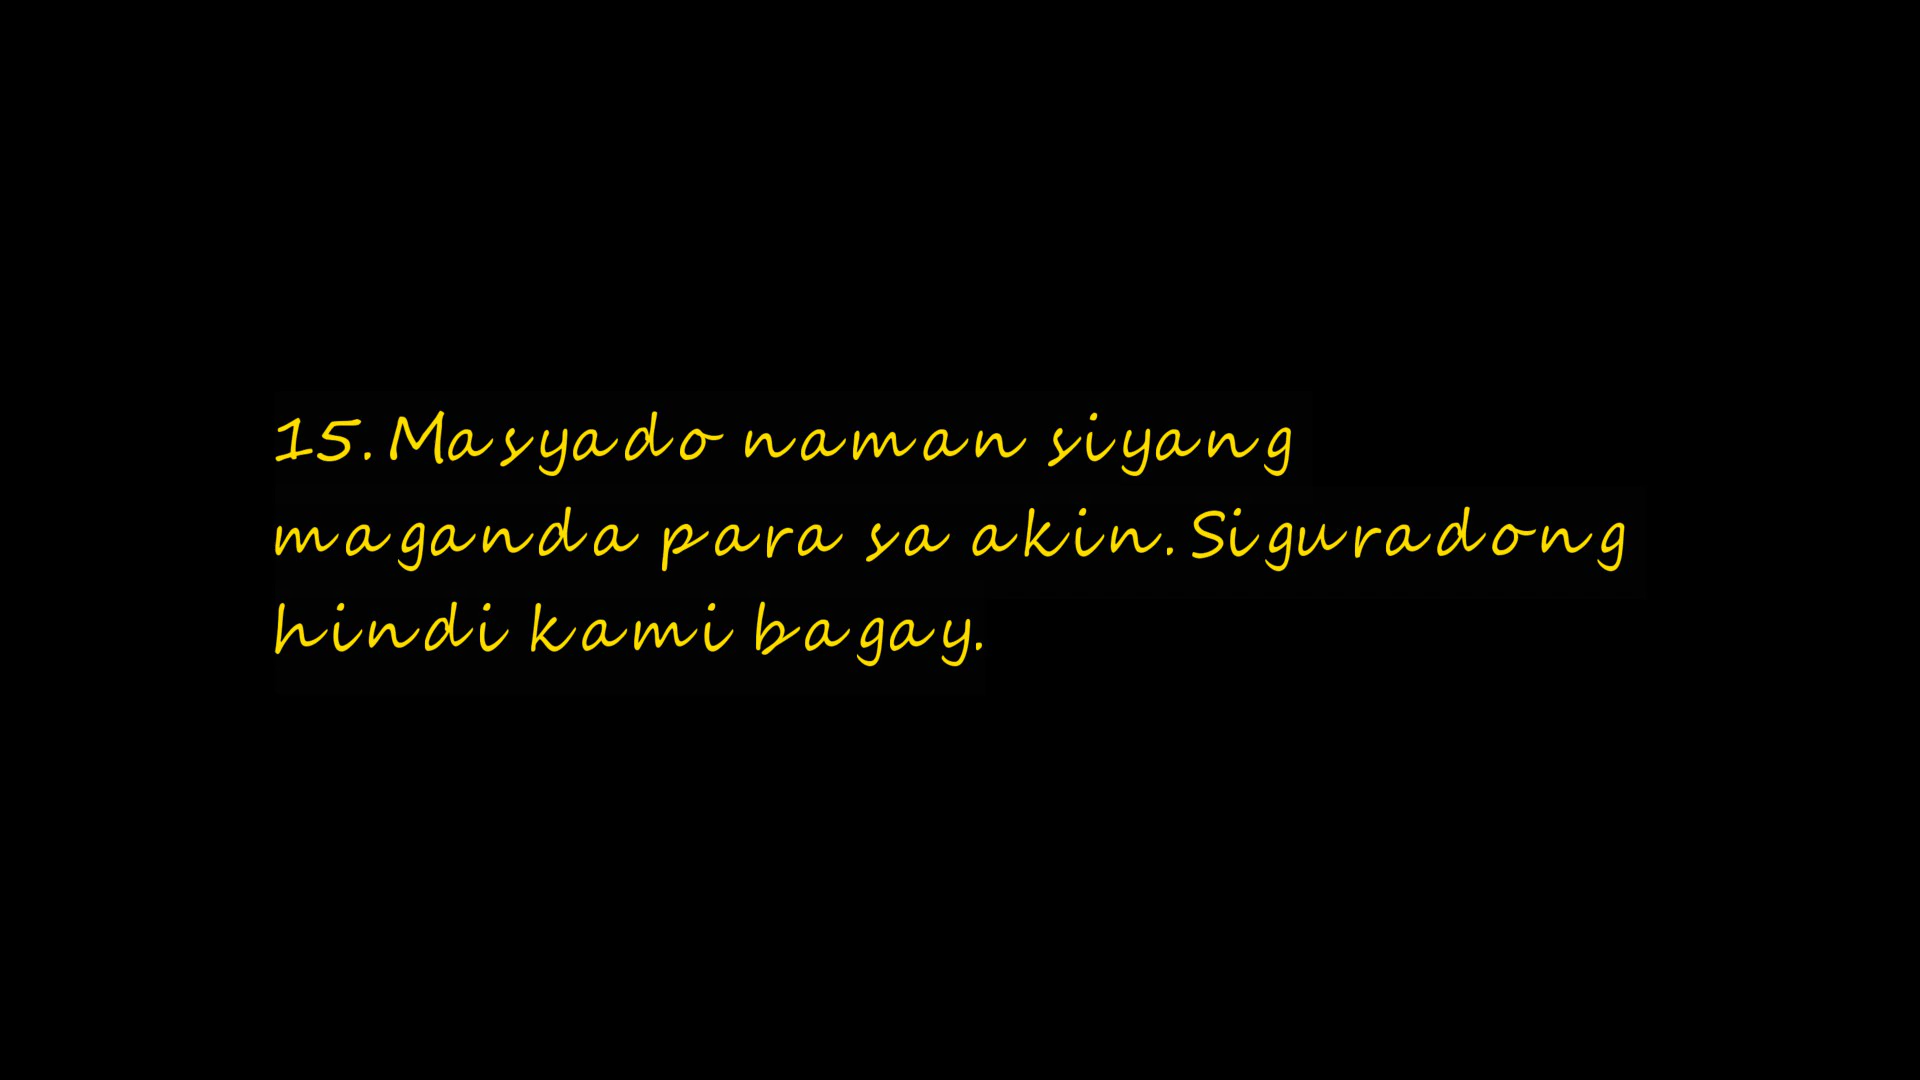 15. Masyado naman siyang
maganda para sa akin. Siguradong
hindi kami bagay.